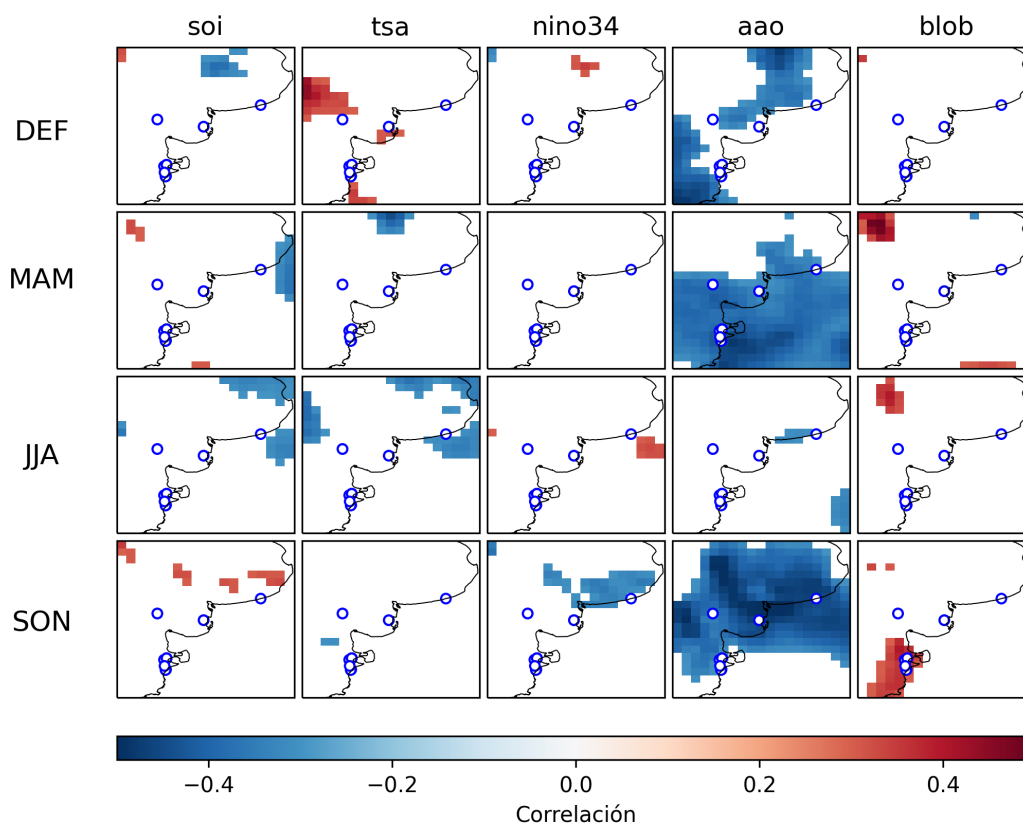 soi tsa nino34 aao blob
DEF
MAM
JJA
SON
−0.4 −0.2 0.0 0.2 0.4
Correlación